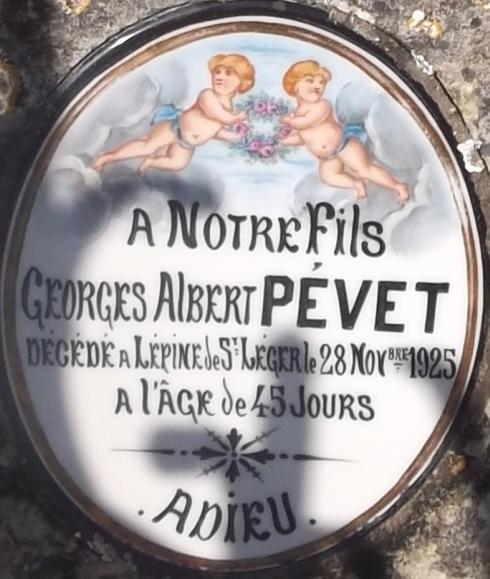 A NOTRE FILS
GEORGES ALBERT PÉVET
DÉCÉDÉ A LÉPINE de St LÉGER le 28 NOVBRE 1925
A l'ÂGE de 45 JOURS
. ADIEU .